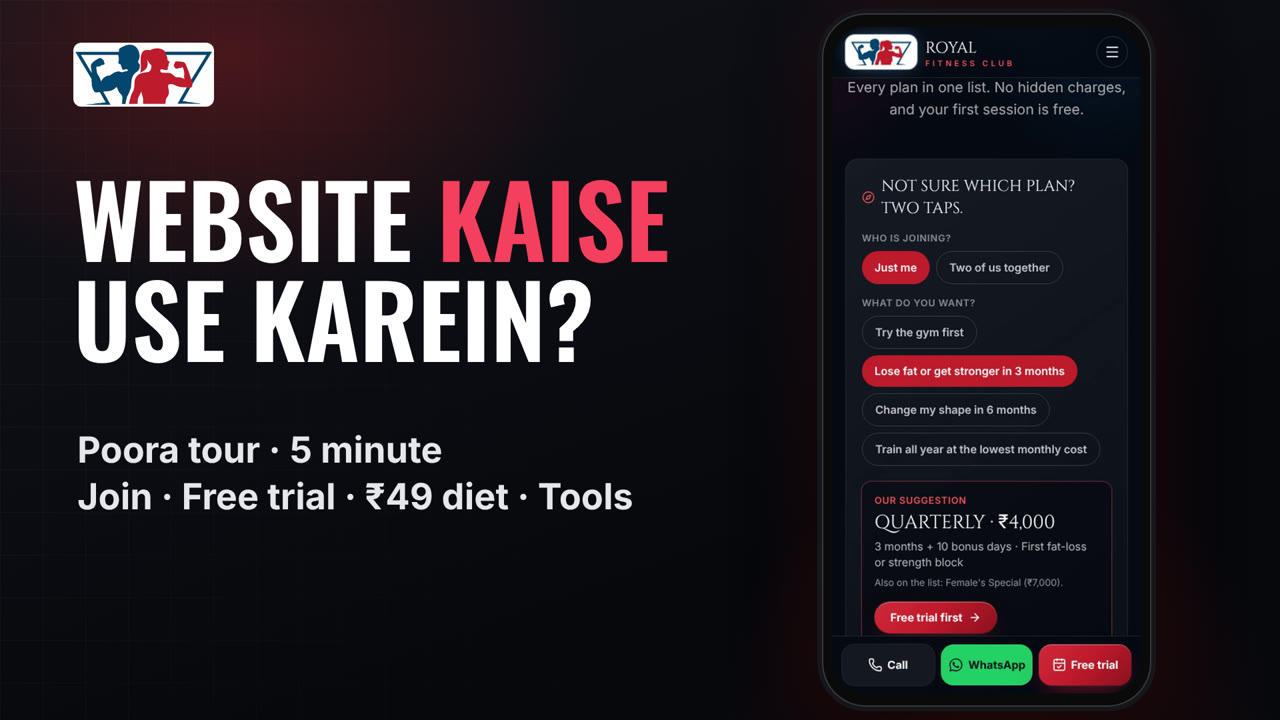 WEBSITE KAISE
USE KAREIN?
Poora tour · 5 minute
Join · Free trial · ₹49 diet · Tools
ROYAL
FITNESS CLUB
Every plan in one list. No hidden charges,
and your first session is free.
NOT SURE WHICH PLAN?
TWO TAPS.
WHO IS JOINING?
Just me
Two of us together
WHAT DO YOU WANT?
Try the gym first
Lose fat or get stronger in 3 months
Change my shape in 6 months
Train all year at the lowest monthly cost
OUR SUGGESTION
QUARTERLY · ₹4,000
3 months + 10 bonus days · First fat-loss
or strength block
Also on the list: Female's Special (₹7,000).
Free trial first →
Call
WhatsApp
Free trial